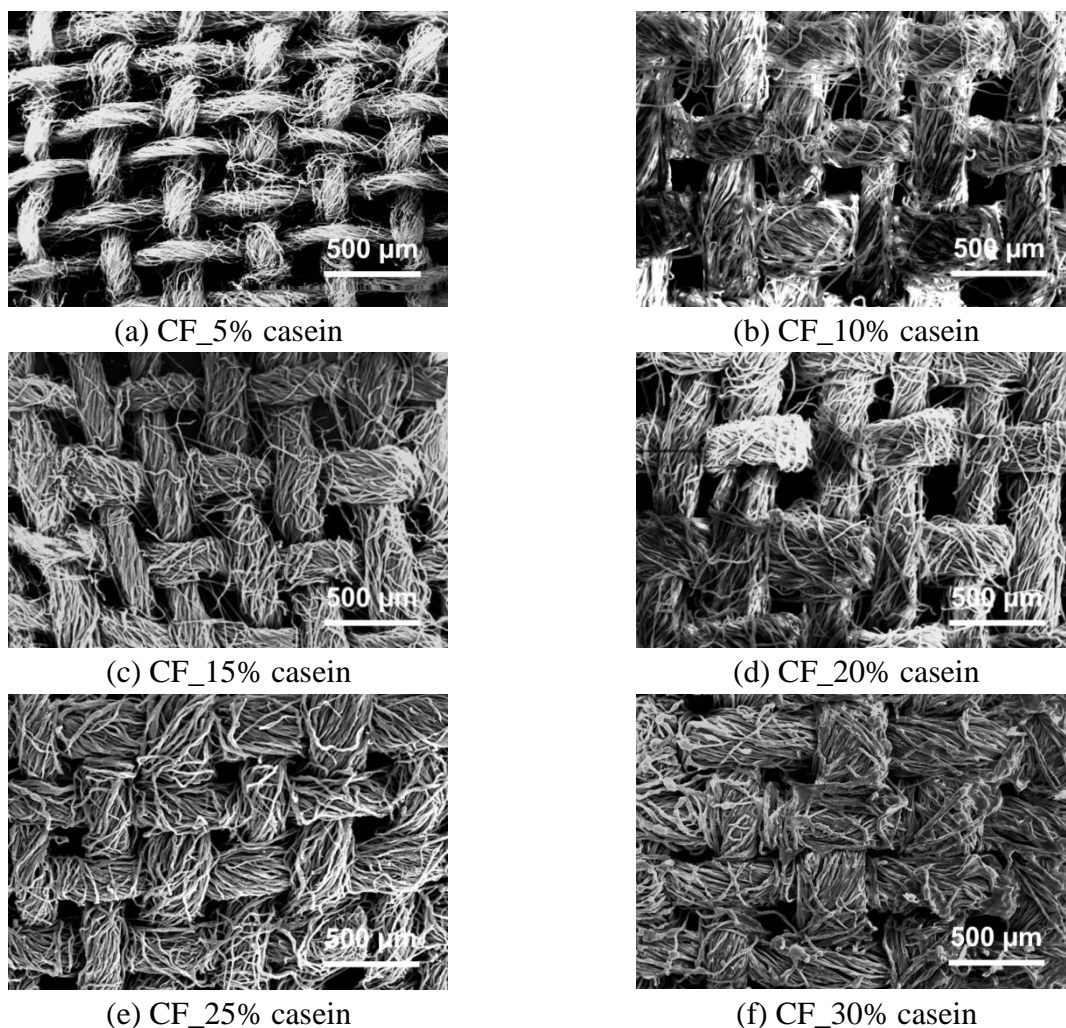 500 µm
500 µm
(a) CF_5% casein
(b) CF_10% casein
500 µm
500 µm
(c) CF_15% casein
(d) CF_20% casein
500 µm
500 µm
(e) CF_25% casein
(f) CF_30% casein